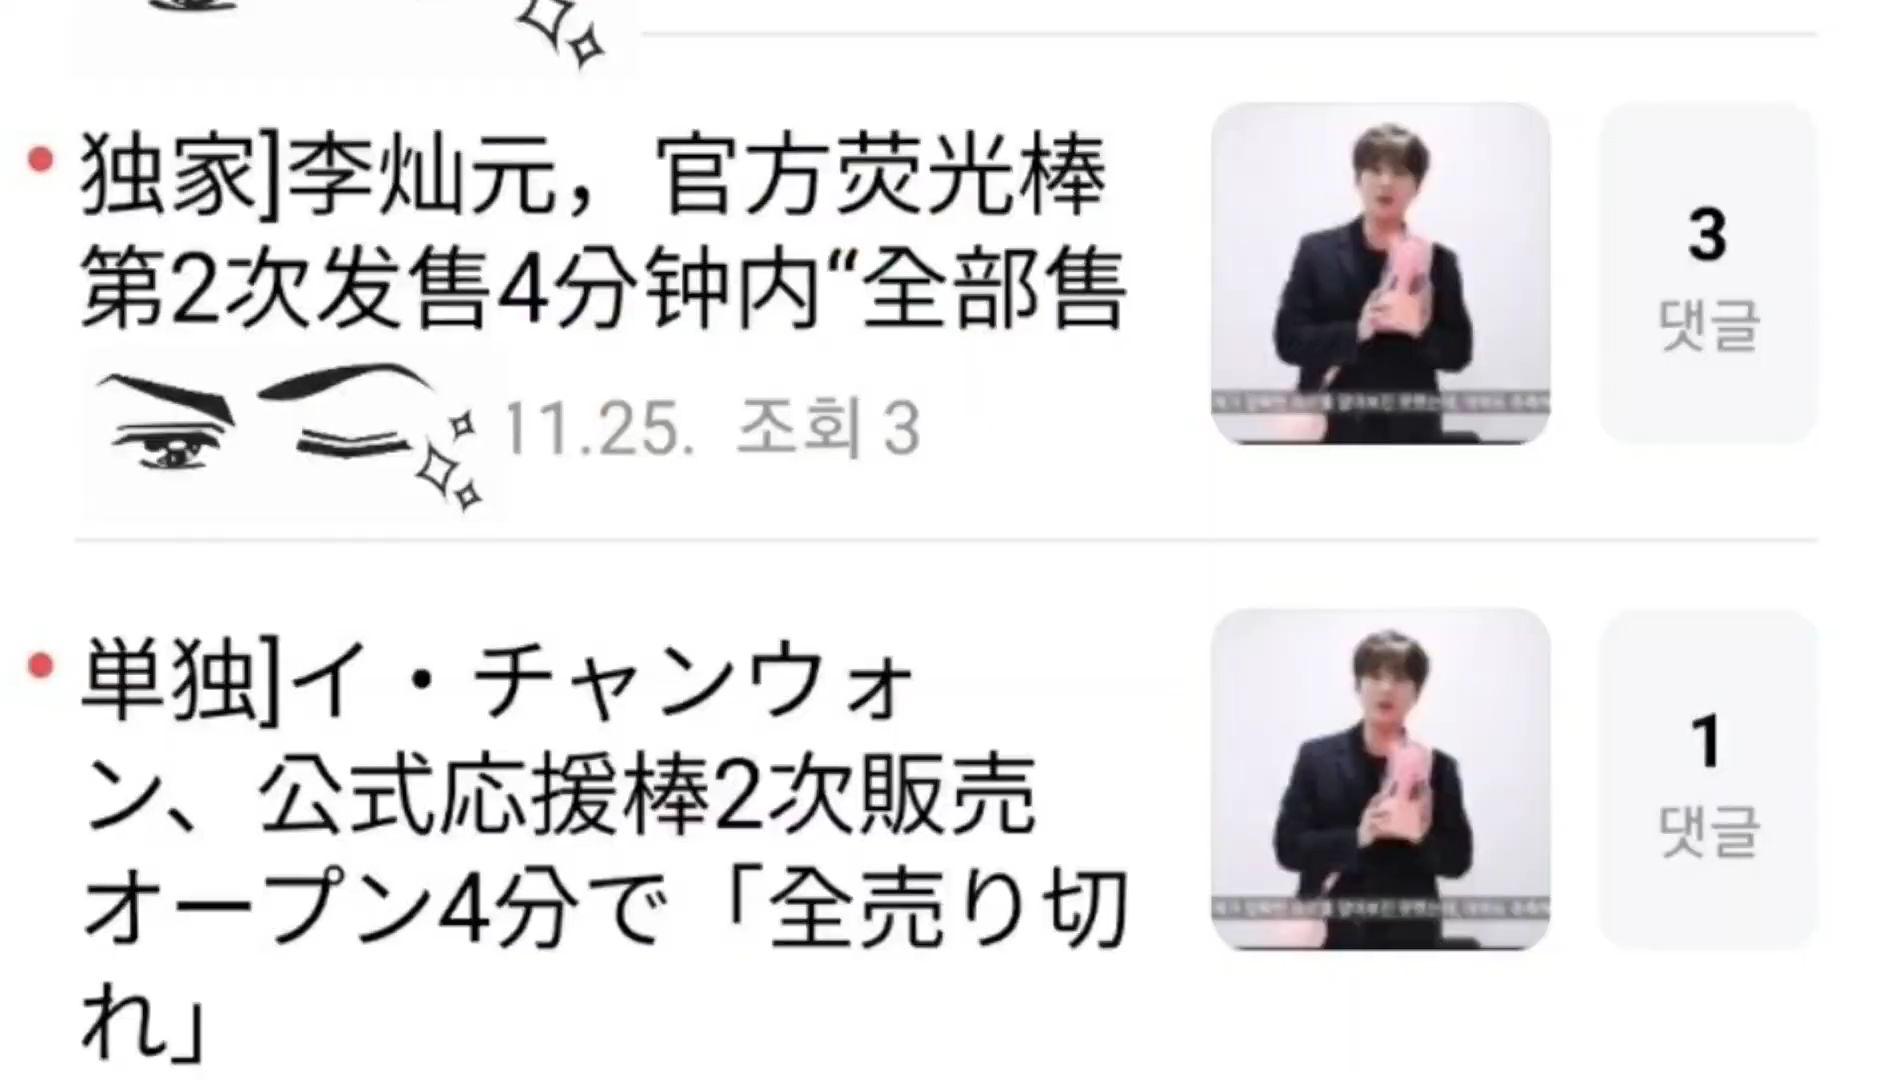 独家]李灿元，官方荧光棒
第2次发售4分钟内“全部售
11.25. 조회 3
3
댓글
単独]イ・チャンウォ
ン、公式応援棒2次販売
オープン4分で「全売り切
れ」
1
댓글